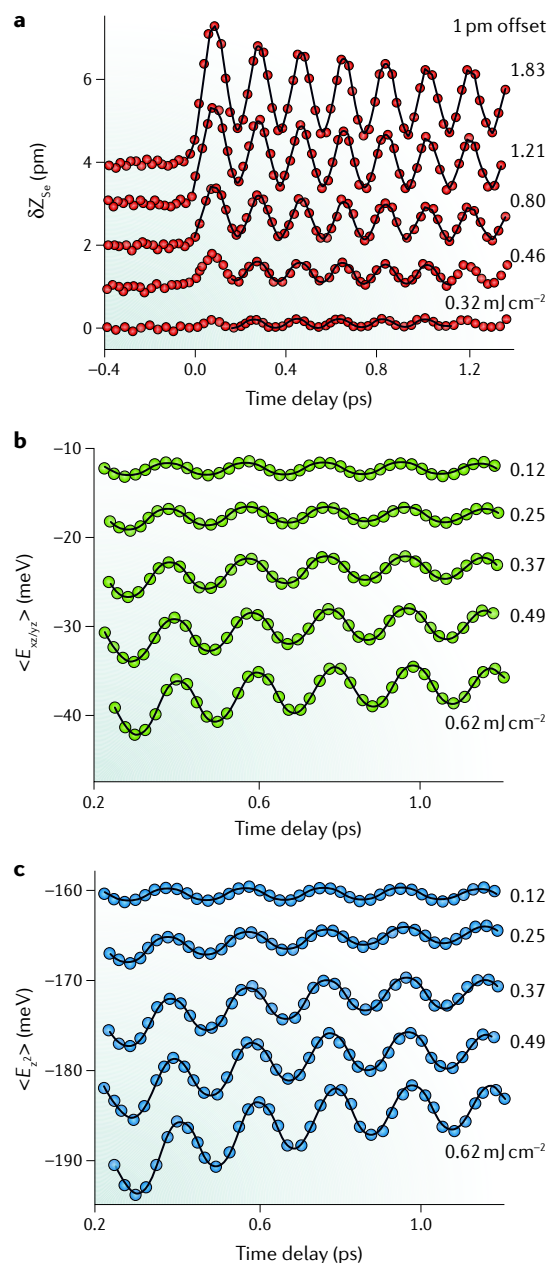 a
1 pm offset
6
1.83
4
1.21
δZSe (pm)
0.80
2
0.46
0.32 mJ cm−2
0
−0.4 0.0 0.4 0.8 1.2
Time delay (ps)
b
−10
0.12
0.25
−20
0.37
<Exz/yz> (meV)
−30
0.49
−40
0.62 mJ cm−2
0.2 0.6 1.0
Time delay (ps)
c
−160
0.12
0.25
−170
0.37
<Ez2> (meV)
0.49
−180
0.62 mJ cm−2
−190
0.2 0.6 1.0
Time delay (ps)